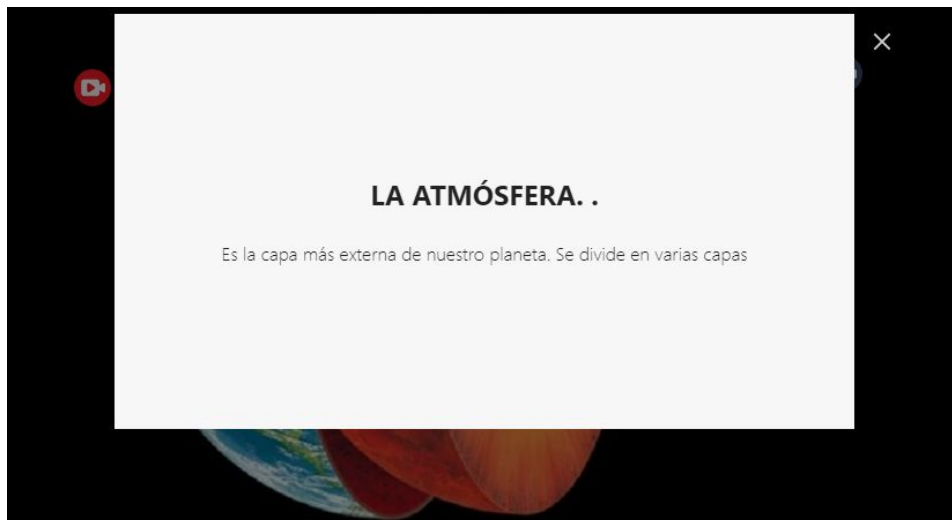 LA ATMÓSFERA. .
Es la capa más externa de nuestro planeta. Se divide en varias capas